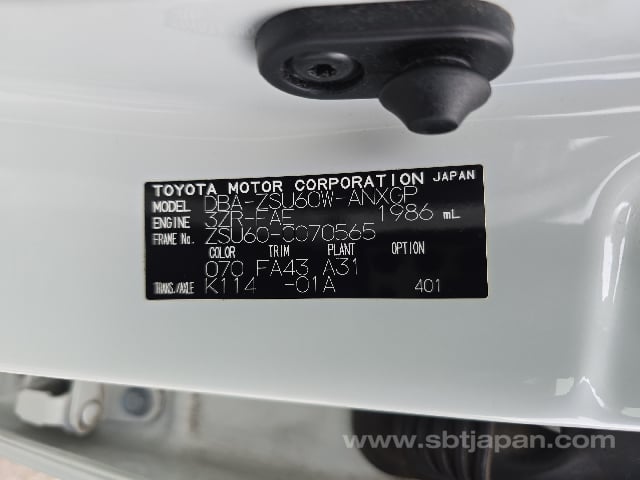 TOYOTA MOTOR CORPORATION JAPAN
MODEL DBA-ZSU60W-ANXGP
ENGINE 3ZR-FAE 1986 mL
FRAME No. ZSU60-0070565
COLOR TRIM PLANT OPTION
070 FA43 A31
TRANS./AXLE K114 -01A 401
www.sbtjapan.com